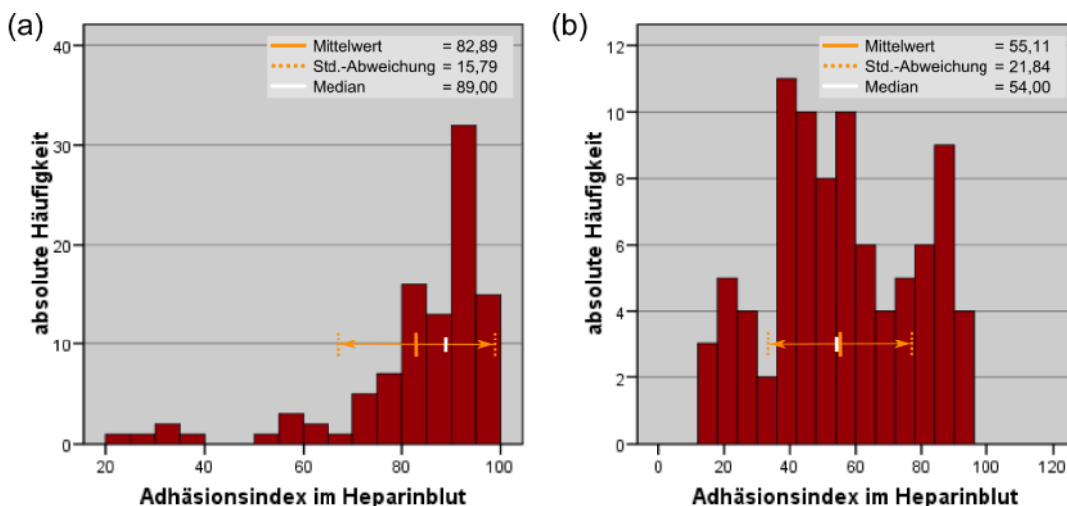 (a)
Mittelwert = 82,89
Std.-Abweichung = 15,79
Median = 89,00
absolute Häufigkeit
40
30
20
10
0
20 40 60 80 100
Adhäsionsindex im Heparinblut
(b)
Mittelwert = 55,11
Std.-Abweichung = 21,84
Median = 54,00
absolute Häufigkeit
12
10
8
6
4
2
0
0 20 40 60 80 100 120
Adhäsionsindex im Heparinblut